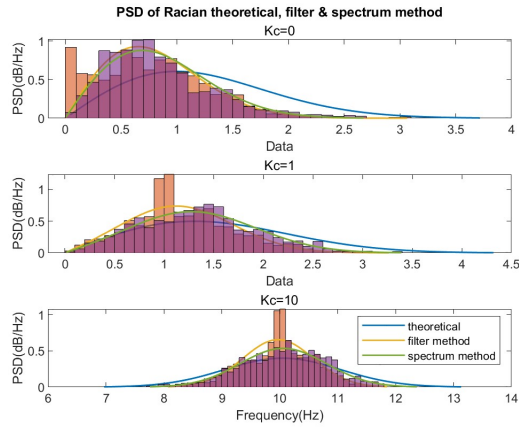 PSD of Racian theoretical, filter & spectrum method
Kc=0
PSD(dB/Hz)
1
0.5
0
0 0.5 1 1.5 2 2.5 3 3.5 4
Data
Kc=1
PSD(dB/Hz)
1
0.5
0
0 0.5 1 1.5 2 2.5 3 3.5 4 4.5
Data
Kc=10
PSD(dB/Hz)
1
0.5
0
theoretical
filter method
spectrum method
6 7 8 9 10 11 12 13 14
Frequency(Hz)